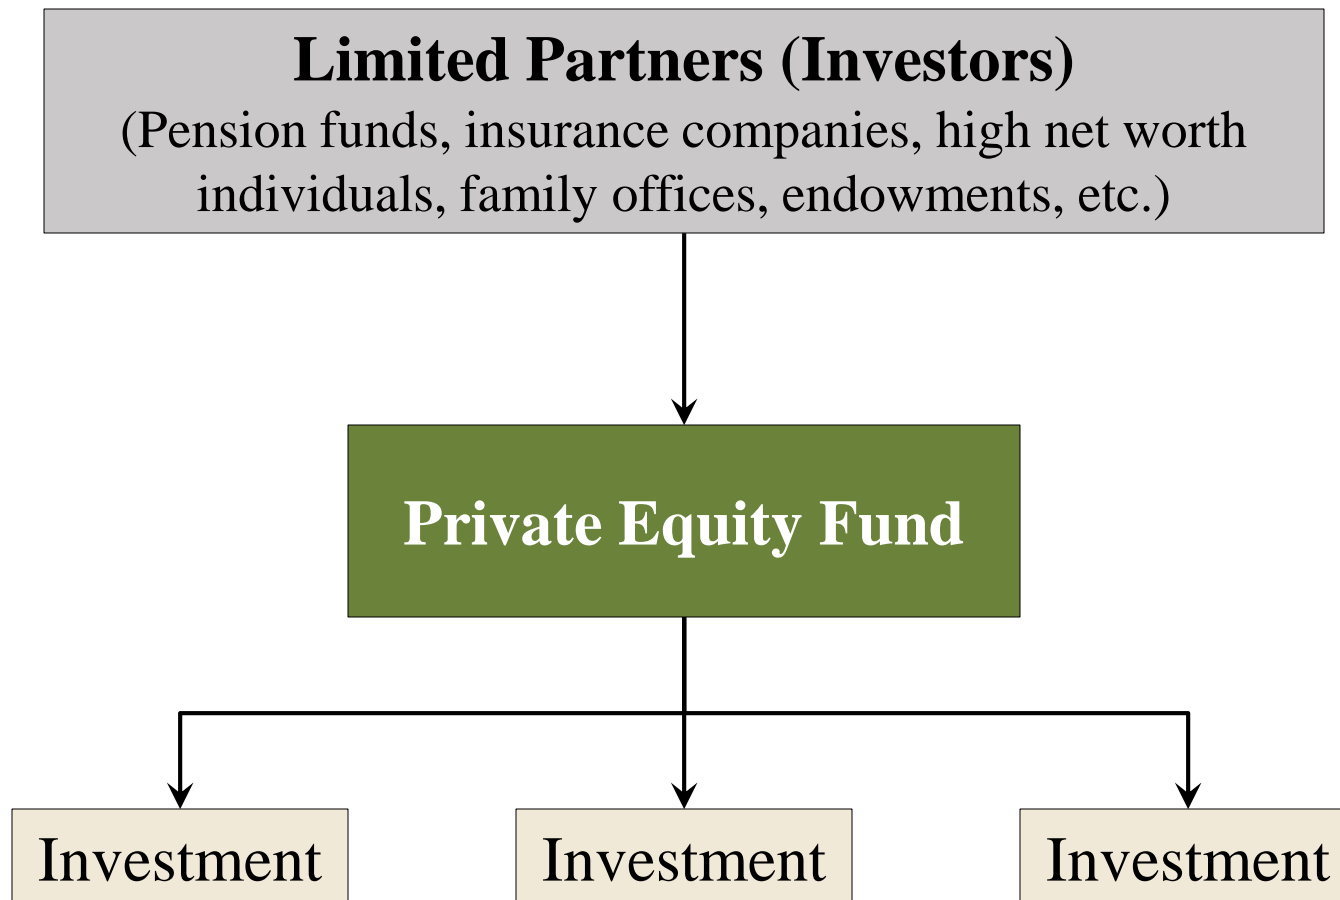 Limited Partners (Investors)
(Pension funds, insurance companies, high net worth
individuals, family offices, endowments, etc.)
Private Equity Fund
Investment
Investment
Investment